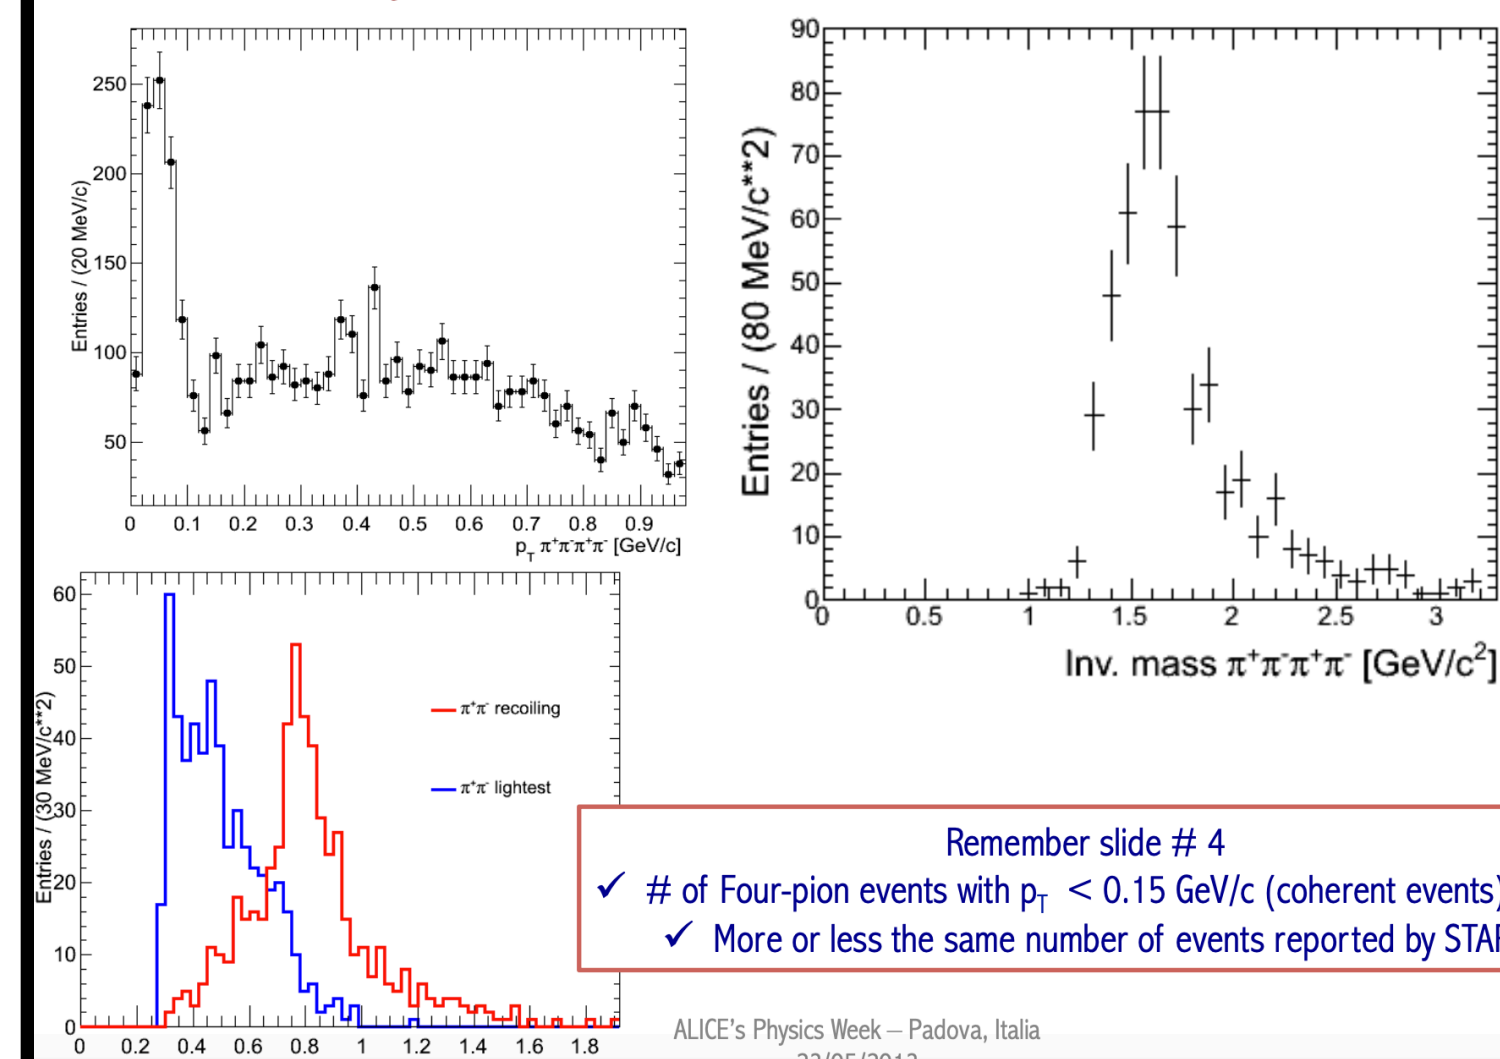 250
200
150
100
50
Entries / (20 MeV/c)
0 0.1 0.2 0.3 0.4 0.5 0.6 0.7 0.8 0.9
pT π+π-π+π- [GeV/c]
90
80
70
60
50
40
30
20
10
0
Entries / (80 MeV/c**2)
0 0.5 1 1.5 2 2.5 3
Inv. mass π+π-π+π- [GeV/c2]
60
50
40
30
20
10
0
Entries / (30 MeV/c**2)
π+π- recoiling
π+π- lightest
0 0.2 0.4 0.6 0.8 1 1.2 1.4 1.6 1.8
Remember slide # 4
✓ # of Four-pion events with pT < 0.15 GeV/c (coherent events)
✓ More or less the same number of events reported by STAR
ALICE's Physics Week – Padova, Italia